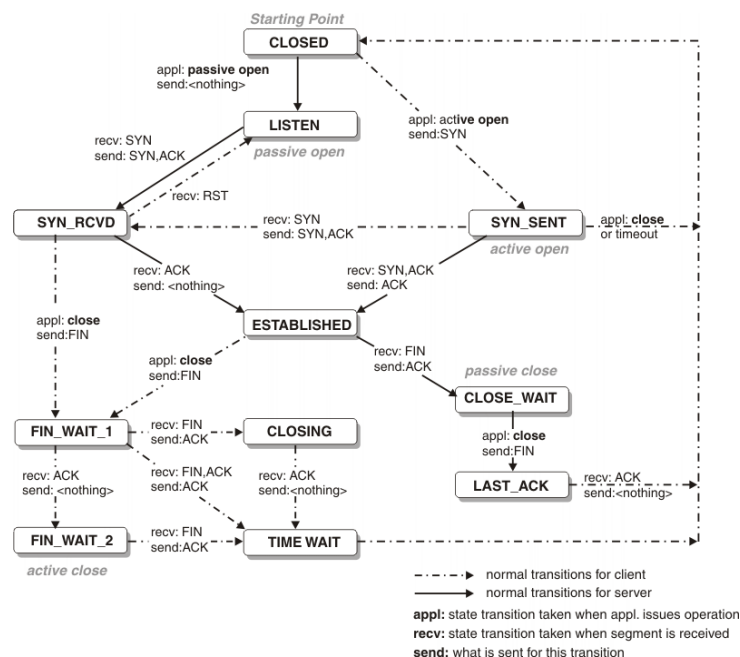 Starting Point
CLOSED
appl: passive open
send:<nothing>
appl: active open
send:SYN
LISTEN
passive open
recv: SYN
send: SYN,ACK
recv: RST
SYN_RCVD
recv: SYN
send: SYN,ACK
SYN_SENT
active open
appl: close
or timeout
recv: ACK
send: <nothing>
recv: SYN,ACK
send: ACK
appl: close
send:FIN
ESTABLISHED
appl: close
send:FIN
recv: FIN
send:ACK
passive close
CLOSE_WAIT
FIN_WAIT_1
recv: FIN
send:ACK
CLOSING
appl: close
send:FIN
recv: ACK
send:<nothing>
recv: FIN,ACK
send:ACK
recv: ACK
send:<nothing>
LAST_ACK
recv: ACK
send:<nothing>
FIN_WAIT_2
active close
recv: FIN
send:ACK
TIME WAIT
normal transitions for client
normal transitions for server
appl: state transition taken when appl. issues operation
recv: state transition taken when segment is received
send: what is sent for this transition